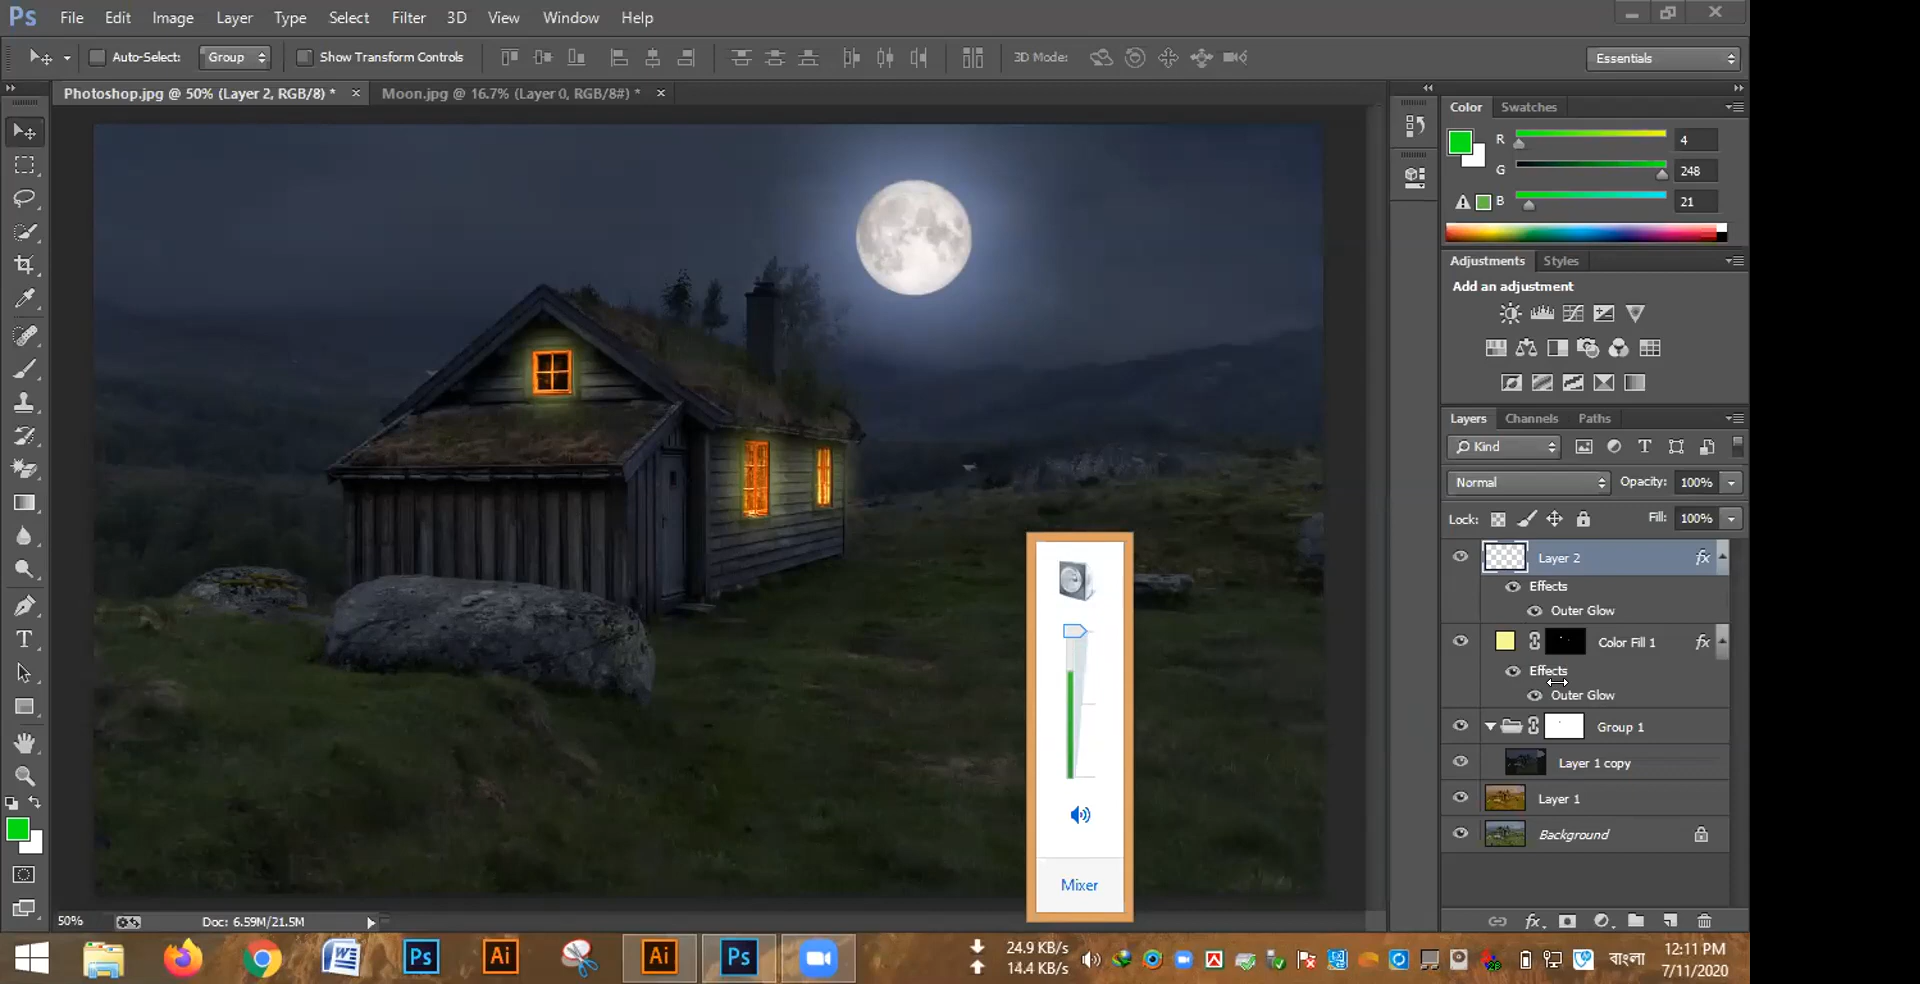 Ps File Edit Image Layer Type Select Filter 3D View Window Help
Auto-Select: Group Show Transform Controls 3D Mode: Essentials
Photoshop.jpg @ 50% (Layer 2, RGB/8) * Moon.jpg @ 16.7% (Layer 0, RGB/8#) *
Color Swatches
R 4
G 248
B 21
Adjustments Styles
Add an adjustment
Layers Channels Paths
Kind
Normal Opacity: 100%
Lock: Fill: 100%
Layer 2 fx
Effects
Outer Glow
Color Fill 1 fx
Effects
Outer Glow
Group 1
Layer 1 copy
Layer 1
Background
Mixer
50% Doc: 6.59M/21.5M
24.9 KB/s
14.4 KB/s
বাংলা
12:11 PM
7/11/2020